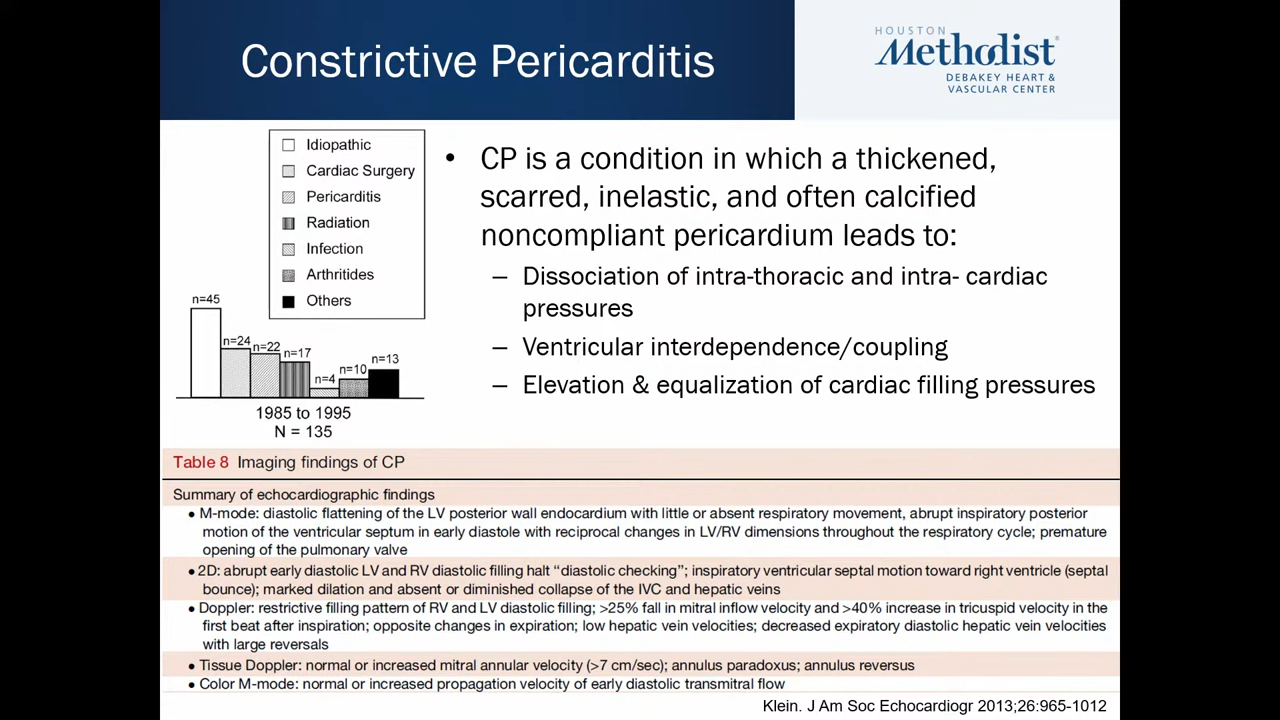 Constrictive Pericarditis
HOUSTON
Methodist®
DEBAKEY HEART &
VASCULAR CENTER
Idiopathic
Cardiac Surgery
Pericarditis
Radiation
Infection
Arthritides
Others
n=45
n=24
n=22
n=17
n=4
n=10
n=13
1985 to 1995
N = 135
• CP is a condition in which a thickened,
scarred, inelastic, and often calcified
noncompliant pericardium leads to:
– Dissociation of intra-thoracic and intra- cardiac
pressures
– Ventricular interdependence/coupling
– Elevation & equalization of cardiac filling pressures
Table 8 Imaging findings of CP
Summary of echocardiographic findings
• M-mode: diastolic flattening of the LV posterior wall endocardium with little or absent respiratory movement, abrupt inspiratory posterior
motion of the ventricular septum in early diastole with reciprocal changes in LV/RV dimensions throughout the respiratory cycle; premature
opening of the pulmonary valve
• 2D: abrupt early diastolic LV and RV diastolic filling halt “diastolic checking”; inspiratory ventricular septal motion toward right ventricle (septal
bounce); marked dilation and absent or diminished collapse of the IVC and hepatic veins
• Doppler: restrictive filling pattern of RV and LV diastolic filling; >25% fall in mitral inflow velocity and >40% increase in tricuspid velocity in the
first beat after inspiration; opposite changes in expiration; low hepatic vein velocities; decreased expiratory diastolic hepatic vein velocities
with large reversals
• Tissue Doppler: normal or increased mitral annular velocity (>7 cm/sec); annulus paradoxus; annulus reversus
• Color M-mode: normal or increased propagation velocity of early diastolic transmitral flow
Klein. J Am Soc Echocardiogr 2013;26:965-1012